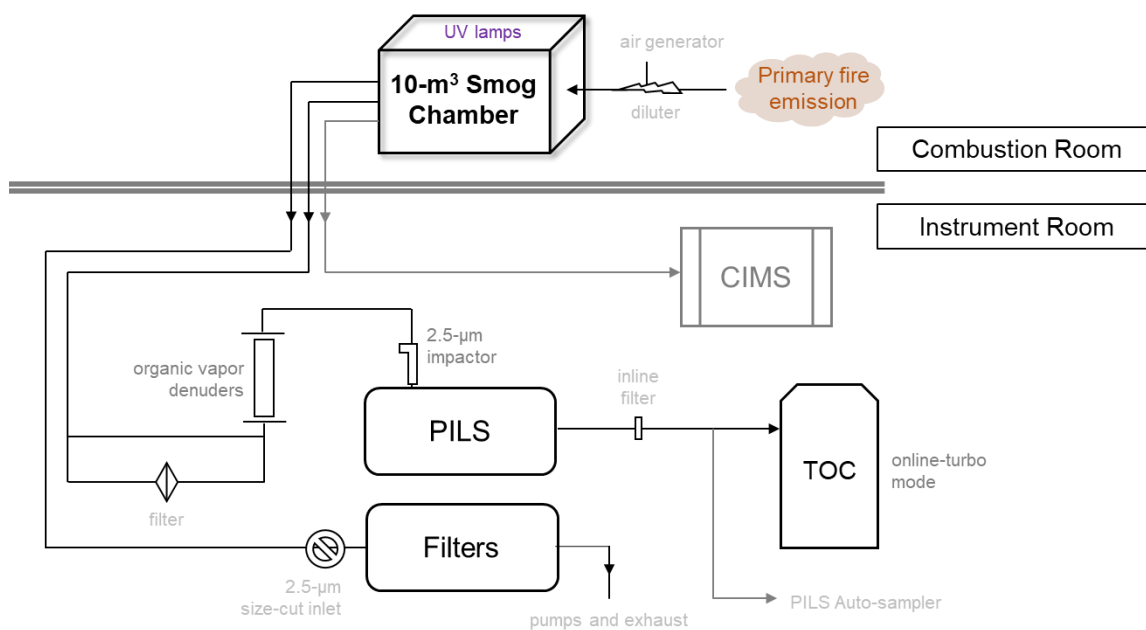 UV lamps
10-m³ Smog
Chamber
air generator
diluter
Primary fire
emission
Combustion Room
Instrument Room
CIMS
2.5-µm
impactor
organic vapor
denuders
inline
filter
PILS
TOC
online-turbo
mode
filter
Filters
2.5-µm
size-cut inlet
pumps and exhaust
PILS Auto-sampler